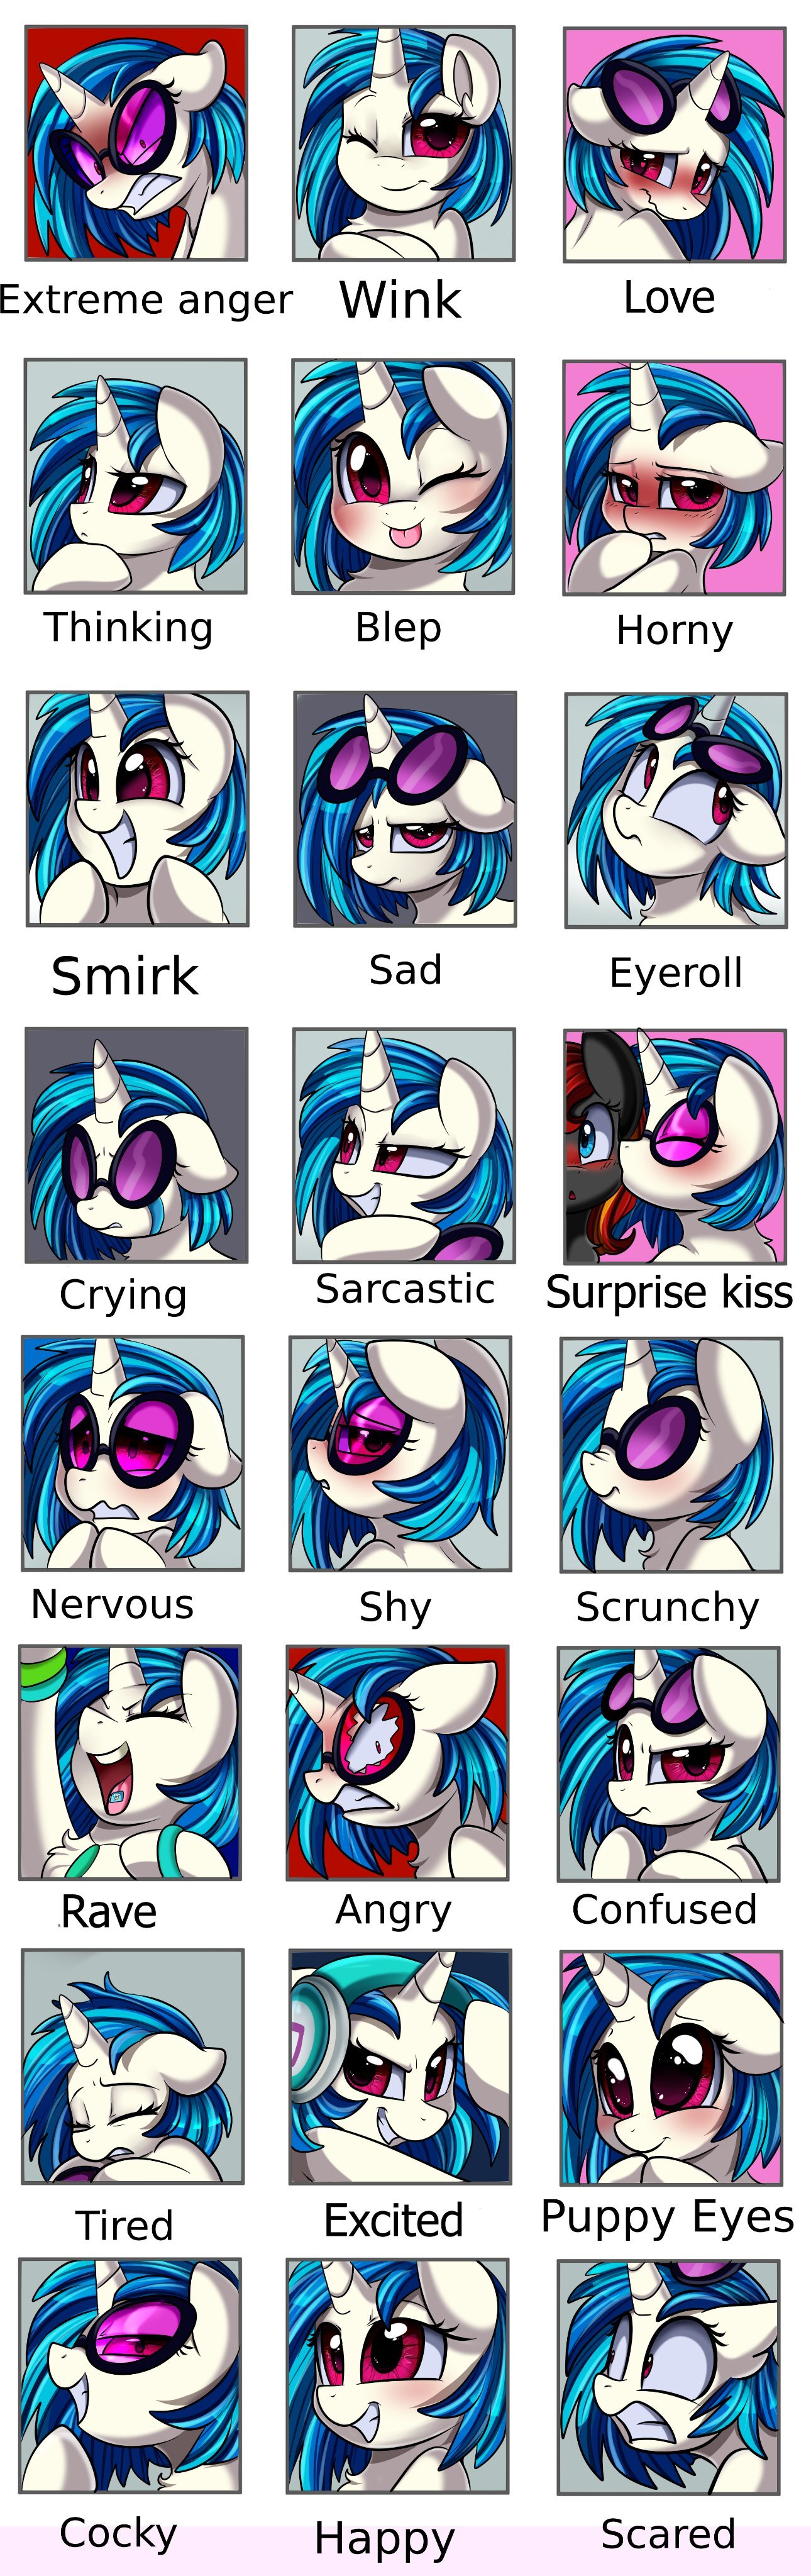 Extreme anger Wink Love
Thinking Blep Horny
Smirk Sad Eyeroll
Crying Sarcastic Surprise kiss
Nervous Shy Scrunchy
Rave Angry Confused
Tired Excited Puppy Eyes
Cocky Happy Scared